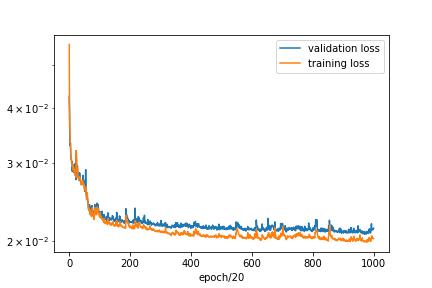 validation loss
training loss
4 × 10⁻²
3 × 10⁻²
2 × 10⁻²
0 200 400 600 800 1000
epoch/20